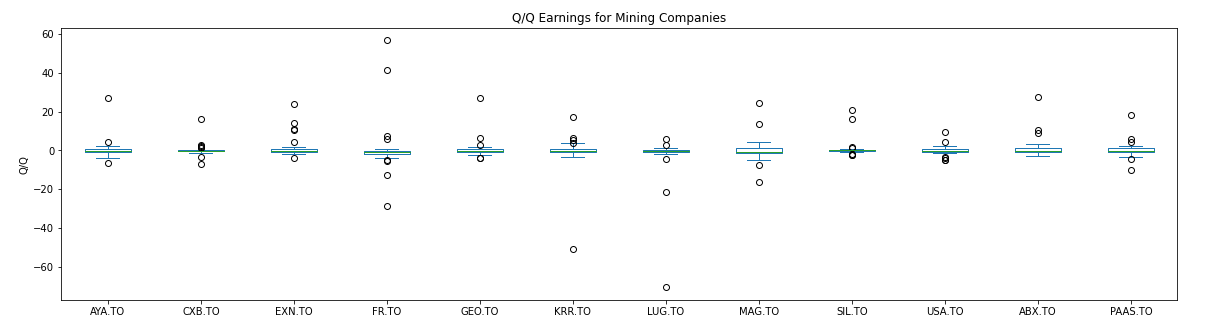 Q/Q Earnings for Mining Companies
60
40
20
0
−20
−40
−60
Q/Q
AYA.TO CXB.TO EXN.TO FR.TO GEO.TO KRR.TO LUG.TO MAG.TO SIL.TO USA.TO ABX.TO PAAS.TO